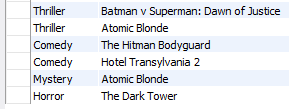 Thriller Batman v Superman: Dawn of Justice
Thriller Atomic Blonde
Comedy The Hitman Bodyguard
Comedy Hotel Transylvania 2
Mystery Atomic Blonde
Horror The Dark Tower